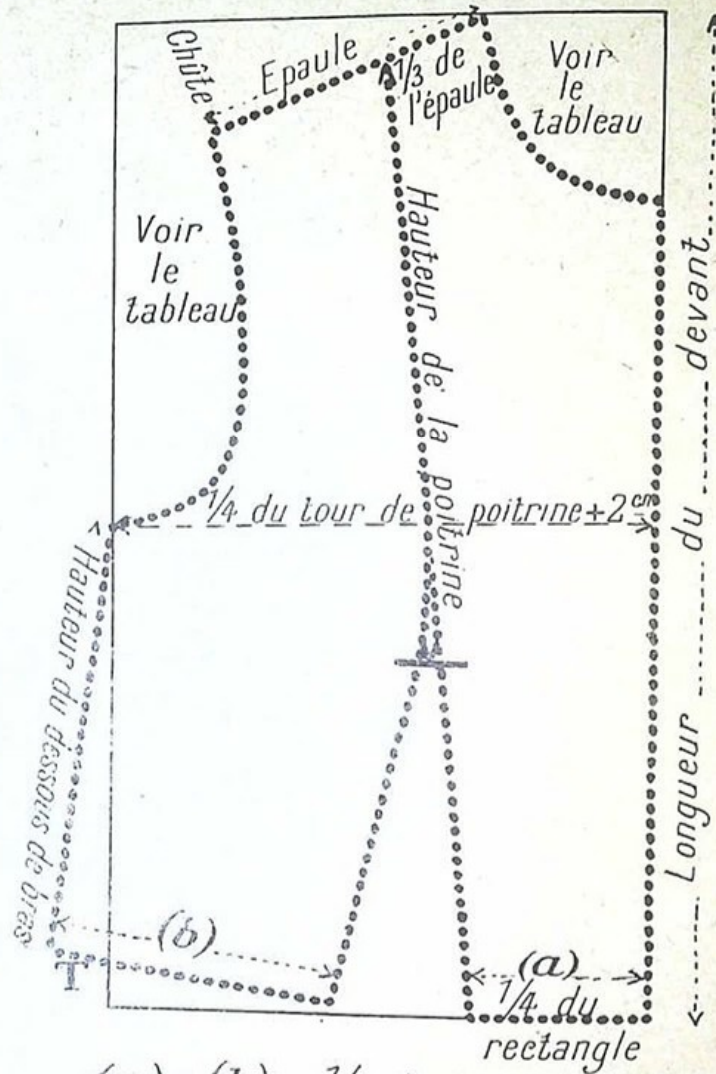 Chûte
Epaule
1/3 de
l'épaule
Voir
le
tableau
Voir
le
tableau
Hauteur de la poitrine
1/4 du tour de poitrine+2cm
Hauteur du dessous de bras
Longueur du devant
(b)
(a)
1/4 du
rectangle
T